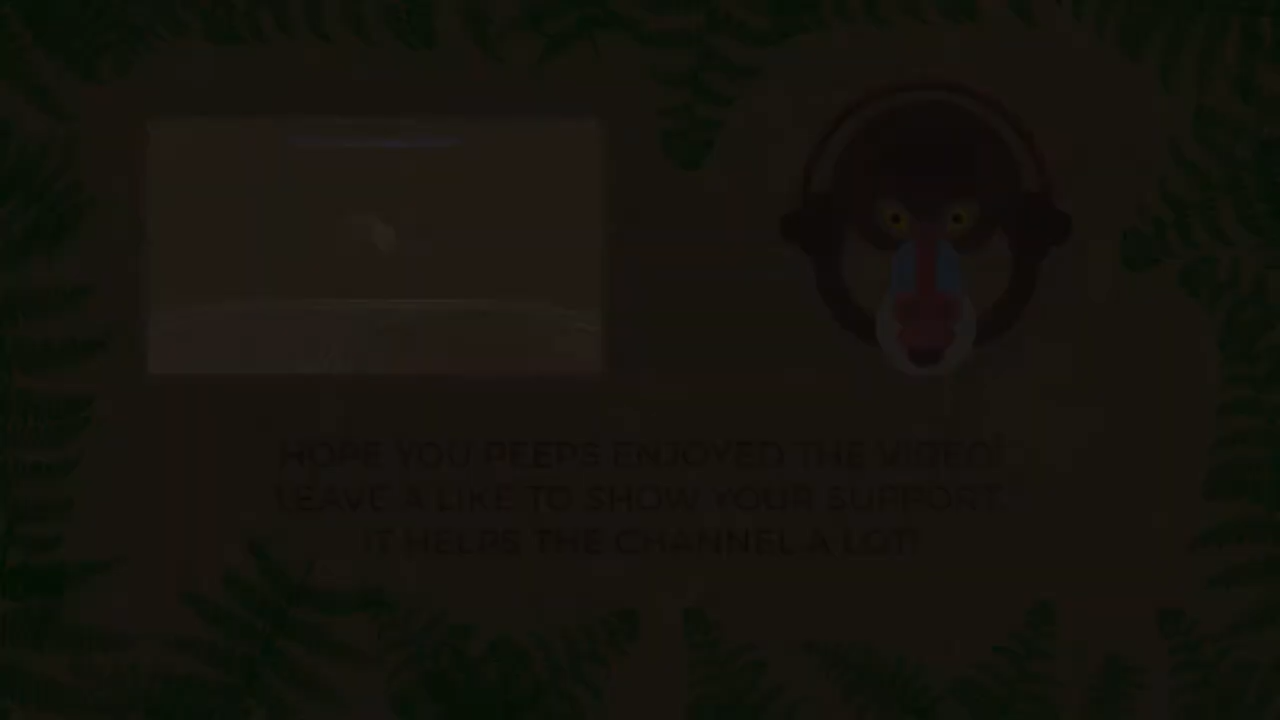 HOPE YOU PEEPS ENJOYED THE VIDEO!
LEAVE A LIKE TO SHOW YOUR SUPPORT
IT HELPS THE CHANNEL A LOT!